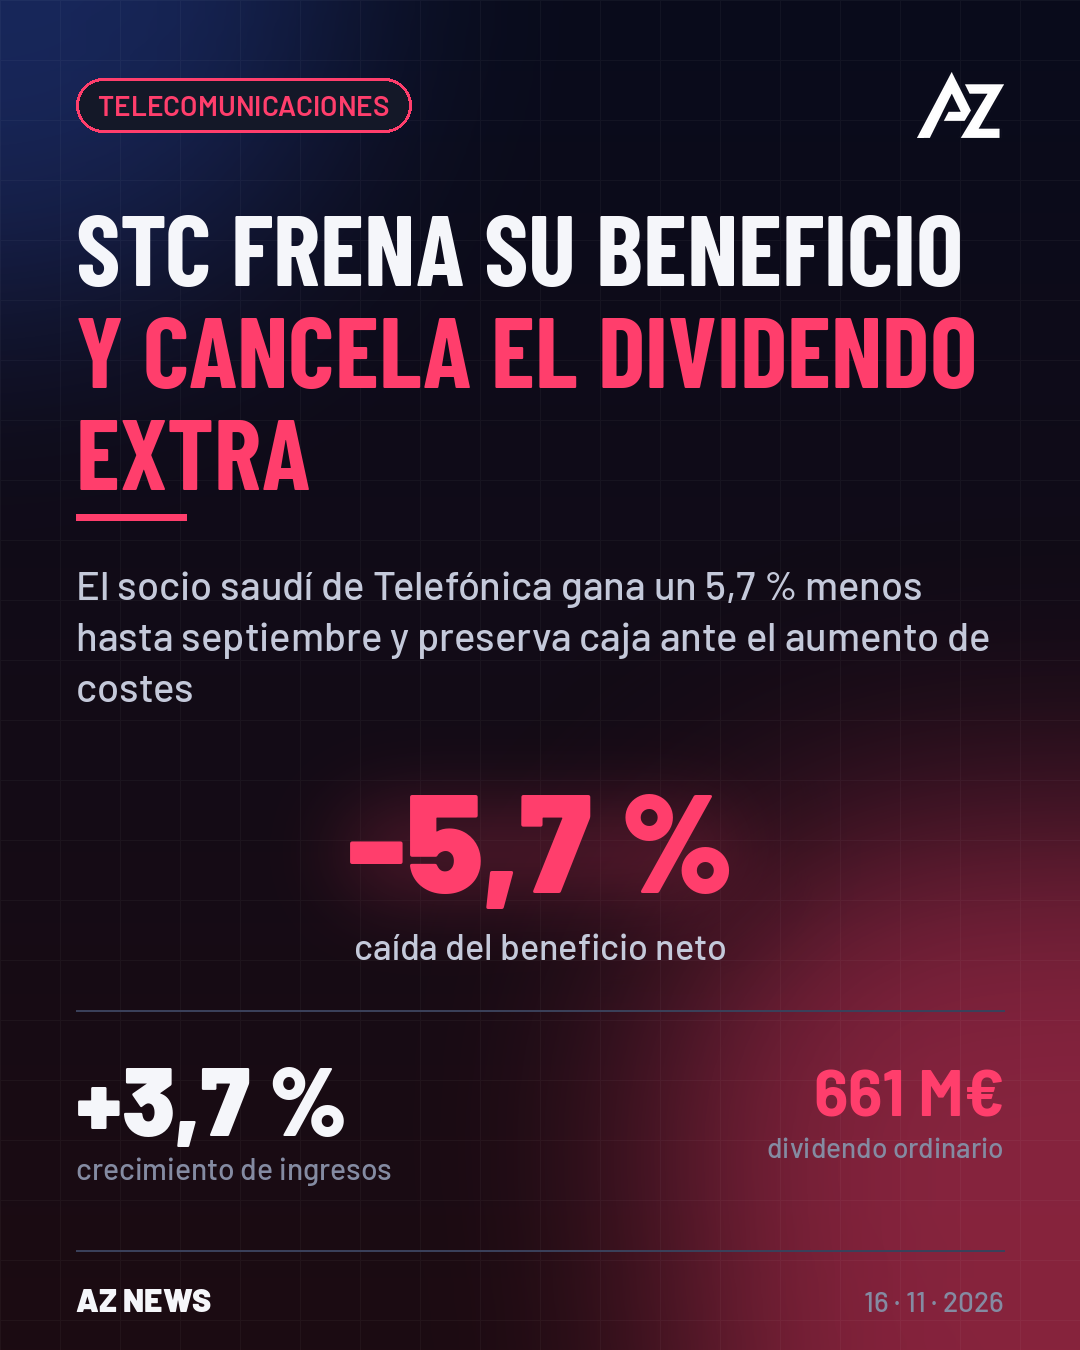 TELECOMUNICACIONES
AZ
STC FRENA SU BENEFICIO
Y CANCELA EL DIVIDENDO
EXTRA
El socio saudí de Telefónica gana un 5,7 % menos
hasta septiembre y preserva caja ante el aumento de
costes
−5,7 %
caída del beneficio neto
+3,7 %
crecimiento de ingresos
661 M€
dividendo ordinario
AZ NEWS
16 · 11 · 2026